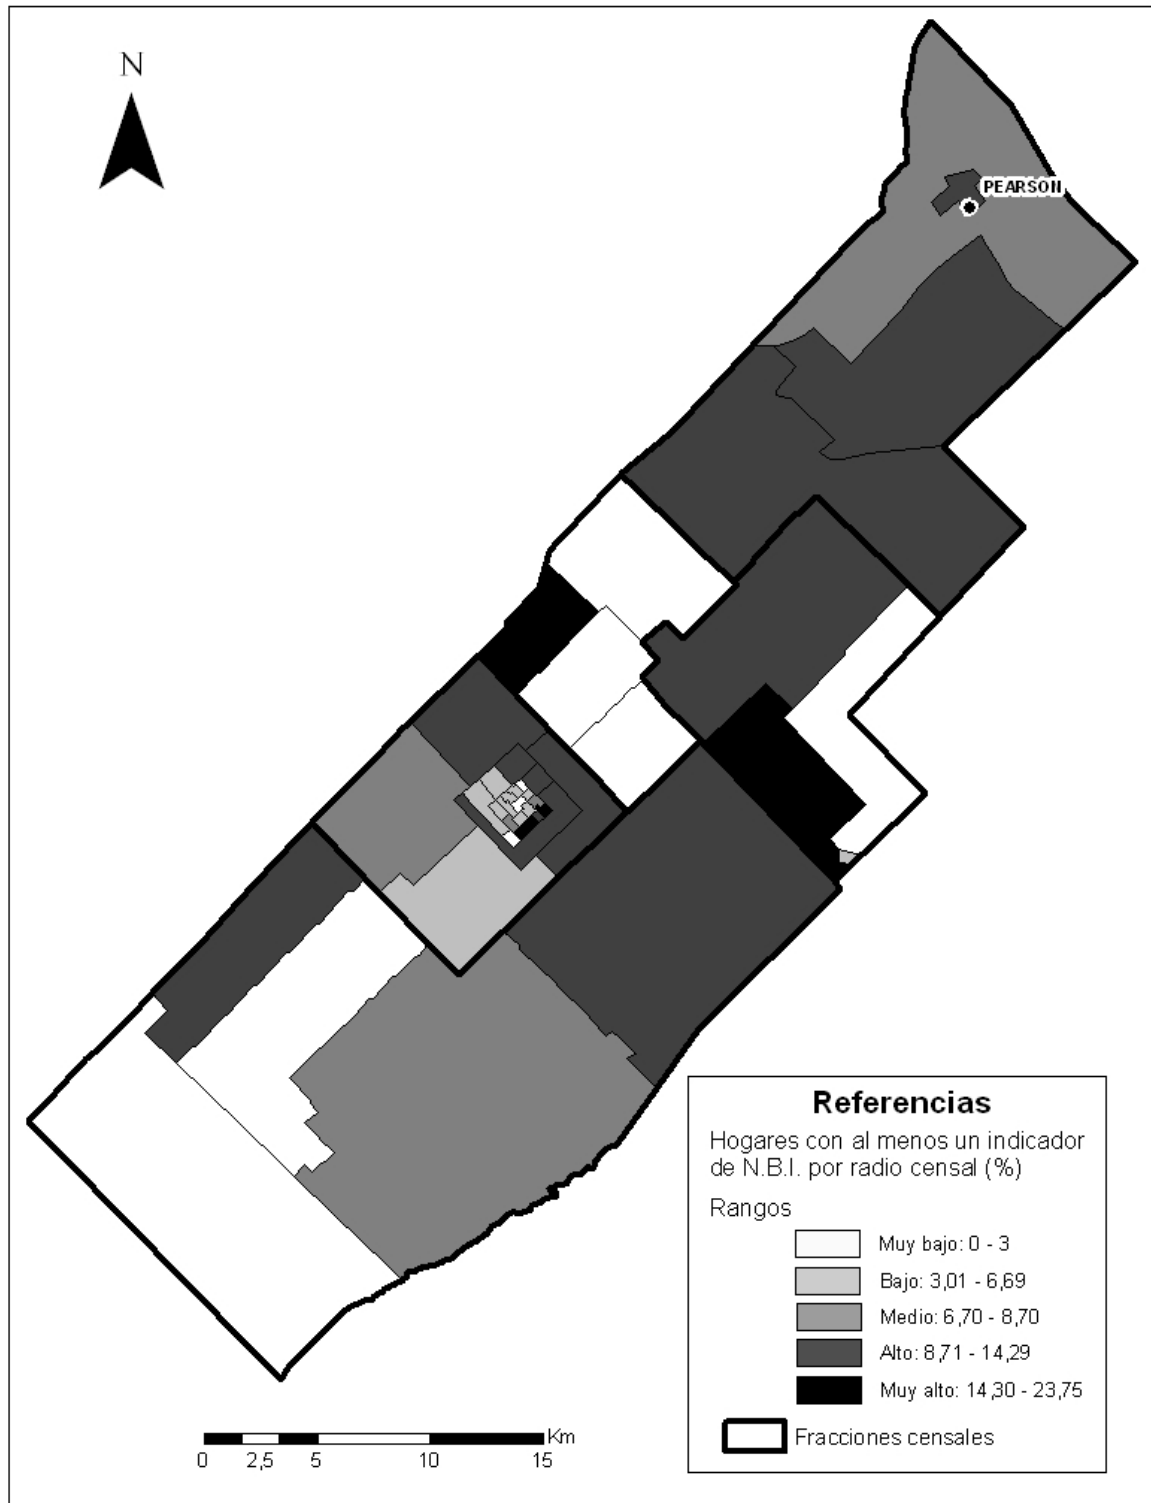 N
PEARSON
Referencias
Hogares con al menos un indicador
de N.B.I. por radio censal (%)
Rangos
Muy bajo: 0 - 3
Bajo: 3,01 - 6,69
Medio: 6,70 - 8,70
Alto: 8,71 - 14,29
Muy alto: 14,30 - 23,75
Fracciones censales
Km
0 2,5 5 10 15